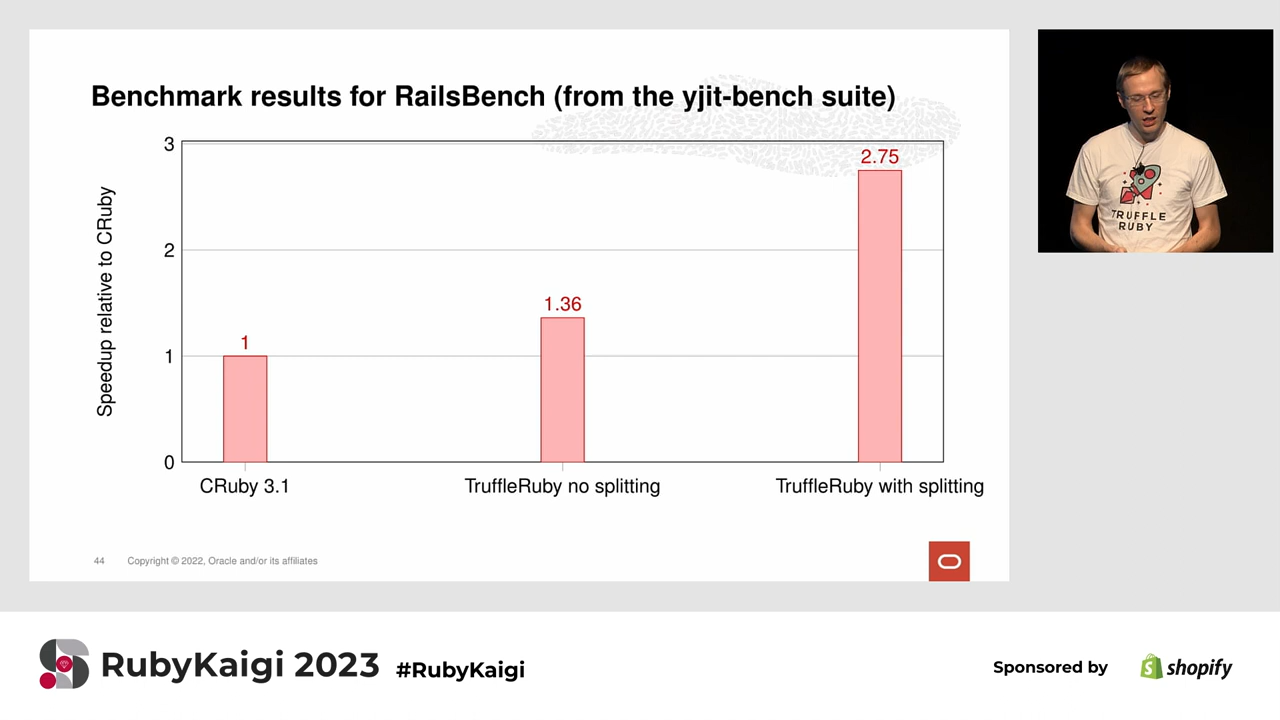 Benchmark results for RailsBench (from the yjit-bench suite)
Speedup relative to CRuby
3
2
1
0
1
1.36
2.75
CRuby 3.1
TruffleRuby no splitting
TruffleRuby with splitting
44 Copyright © 2022, Oracle and/or its affiliates
TRUFFLE
RUBY
RubyKaigi 2023 #RubyKaigi
Sponsored by shopify